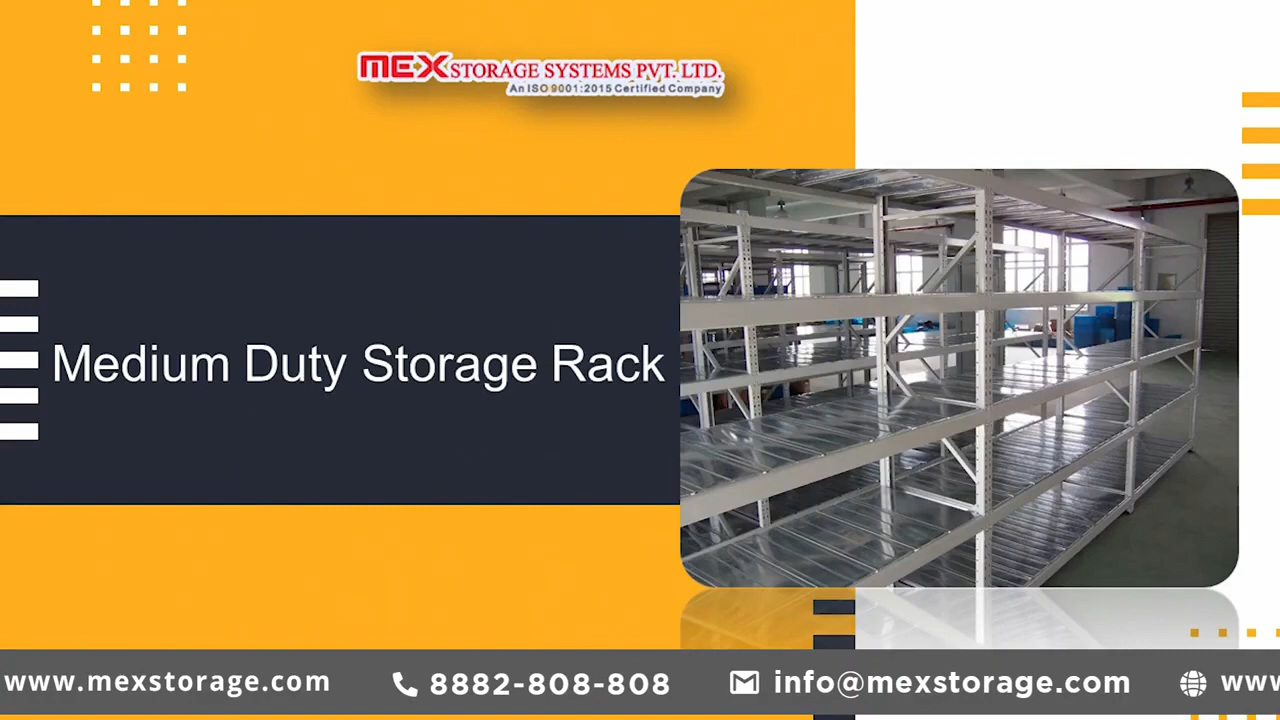 MEX STORAGE SYSTEMS PVT. LTD.
An ISO 9001:2015 Certified Company
Medium Duty Storage Rack
www.mexstorage.com 8882-808-808 info@mexstorage.com